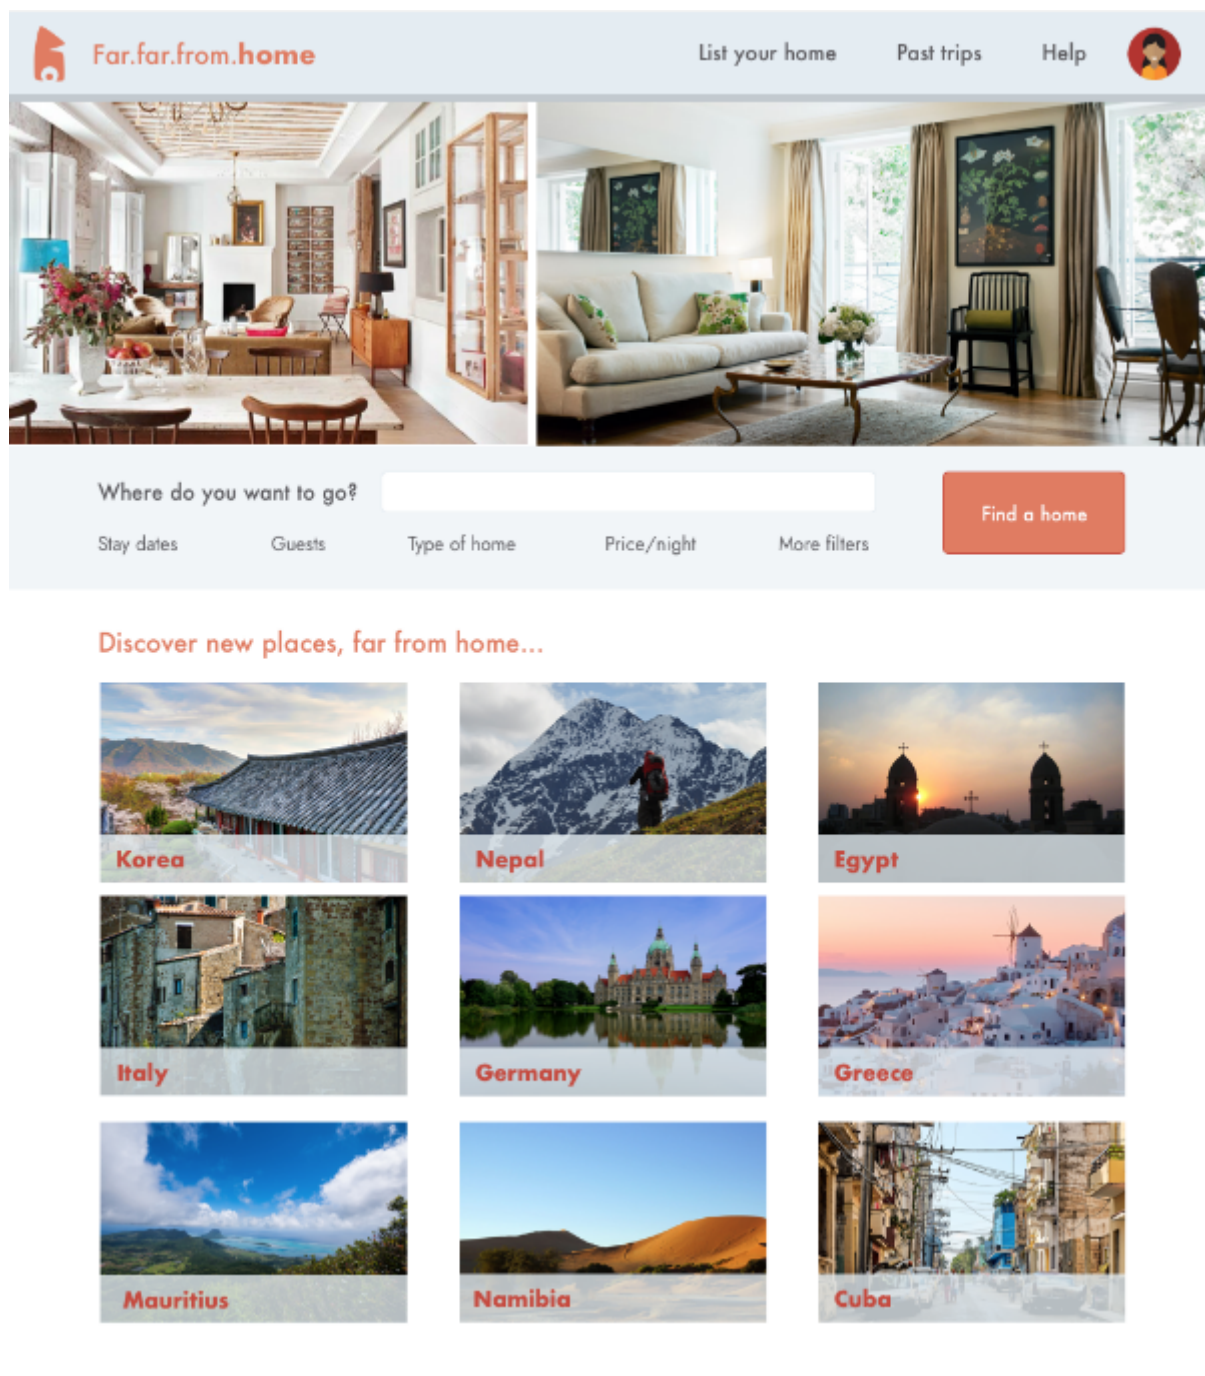 Far.far.from.home
List your home
Past trips
Help
Where do you want to go?
Find a home
Stay dates
Guests
Type of home
Price/night
More filters
Discover new places, far from home...
Korea
Nepal
Egypt
Italy
Germany
Greece
Mauritius
Namibia
Cuba